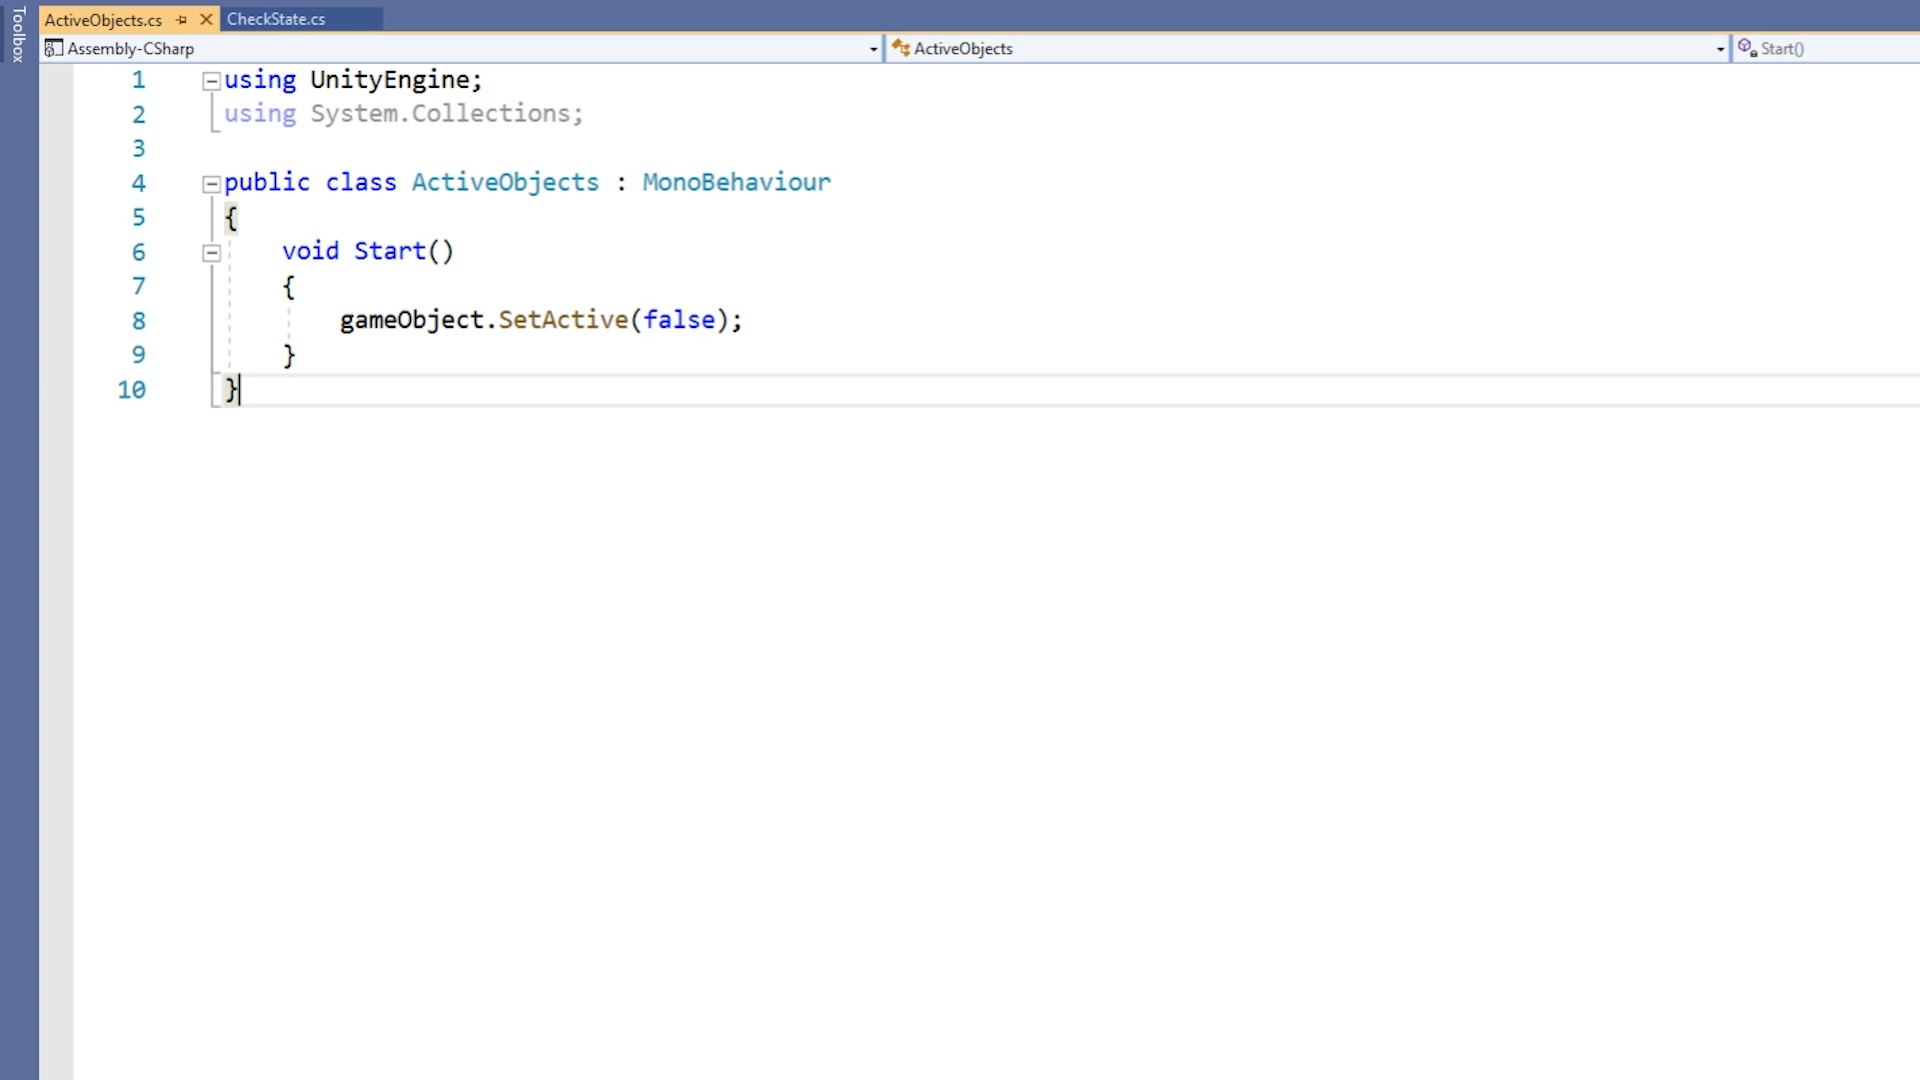 Toolbox
ActiveObjects.cs
CheckState.cs
Assembly-CSharp
ActiveObjects
Start()
1 using UnityEngine;
2 using System.Collections;
3
4 public class ActiveObjects : MonoBehaviour
5 {
6 void Start()
7 {
8 gameObject.SetActive(false);
9 }
10 }